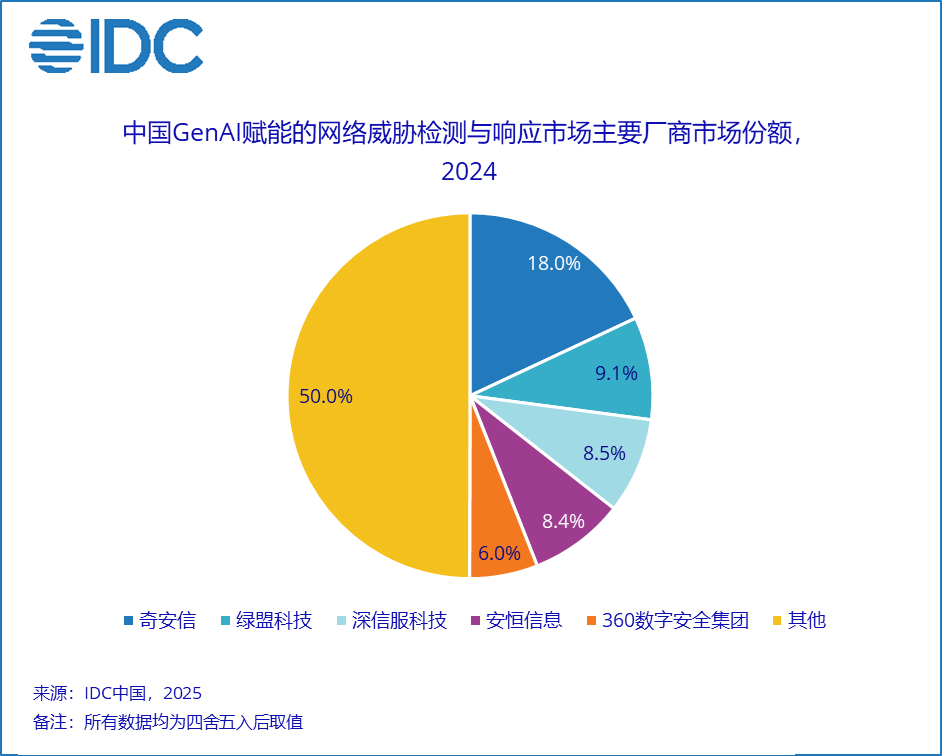 IDC
中国GenAI赋能的网络威胁检测与响应市场主要厂商市场份额，
2024
18.0%
9.1%
8.5%
8.4%
6.0%
50.0%
奇安信 绿盟科技 深信服科技 安恒信息 360数字安全集团 其他
来源：IDC中国，2025
备注：所有数据均为四舍五入后取值